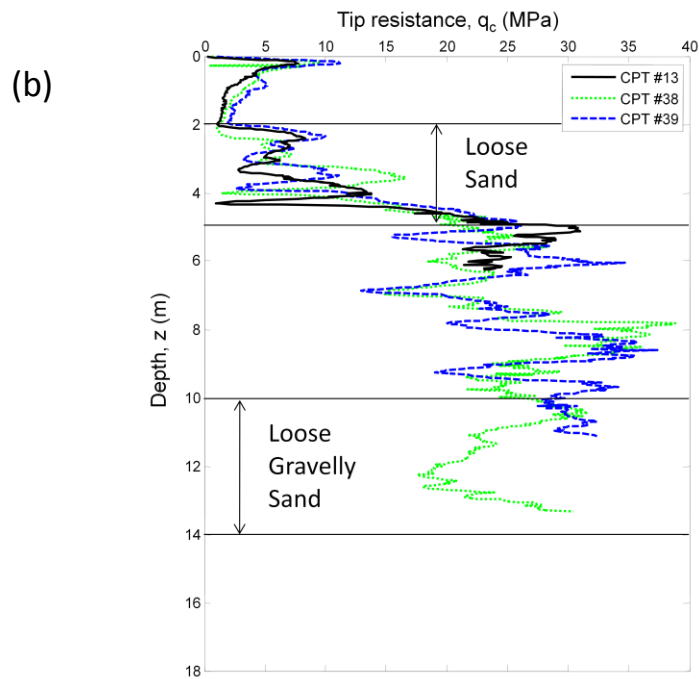 (b)
Tip resistance, qc (MPa)
0 5 10 15 20 25 30 35 40
CPT #13
CPT #38
CPT #39
Depth, z (m)
0
2
4
6
8
10
12
14
16
18
Loose
Sand
Loose
Gravelly
Sand